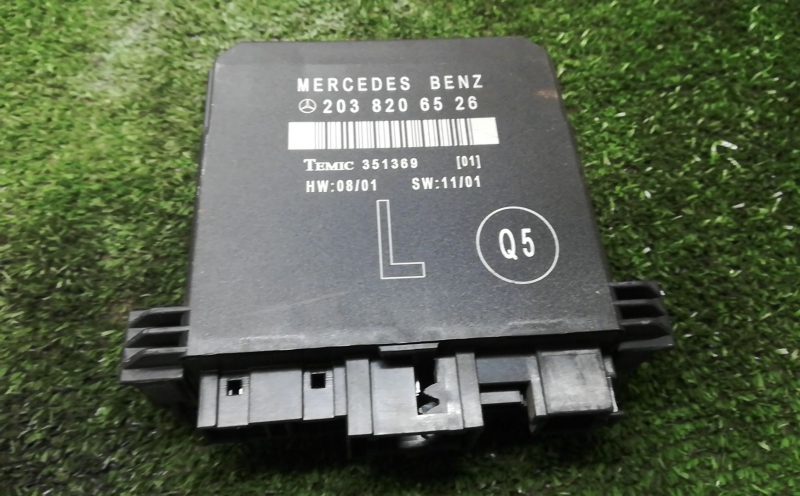 MERCEDES BENZ
203 820 65 26
TEMIC 351369 [01]
HW:08/01 SW:11/01
L
Q5